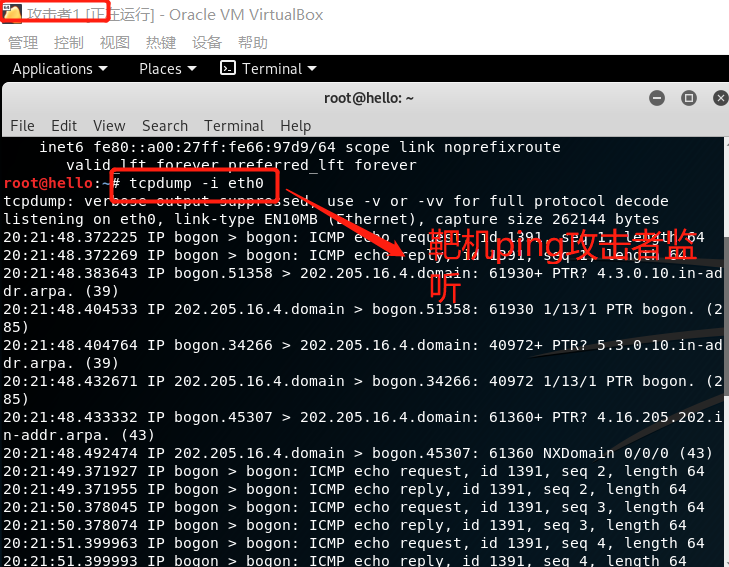 攻击者1 [正在运行] - Oracle VM VirtualBox
管理 控制 视图 热键 设备 帮助
Applications Places Terminal
root@hello: ~
File Edit View Search Terminal Help
inet6 fe80::a00:27ff:fe66:97d9/64 scope link noprefixroute
valid_lft forever preferred_lft forever
root@hello:~# tcpdump -i eth0
tcpdump: verbose output suppressed, use -v or -vv for full protocol decode
listening on eth0, link-type EN10MB (Ethernet), capture size 262144 bytes
20:21:48.372225 IP bogon > bogon: ICMP echo request, id 1391, seq 1, length 64
20:21:48.372269 IP bogon > bogon: ICMP echo reply, id 1391, seq 1, length 64
靶机ping攻击者监
听
20:21:48.383643 IP bogon.51358 > 202.205.16.4.domain: 61930+ PTR? 4.3.0.10.in-ad
dr.arpa. (39)
20:21:48.404533 IP 202.205.16.4.domain > bogon.51358: 61930 1/13/1 PTR bogon. (2
85)
20:21:48.404764 IP bogon.34266 > 202.205.16.4.domain: 40972+ PTR? 5.3.0.10.in-ad
dr.arpa. (39)
20:21:48.432671 IP 202.205.16.4.domain > bogon.34266: 40972 1/13/1 PTR bogon. (2
85)
20:21:48.433332 IP bogon.45307 > 202.205.16.4.domain: 61360+ PTR? 4.16.205.202.i
n-addr.arpa. (43)
20:21:48.492474 IP 202.205.16.4.domain > bogon.45307: 61360 NXDomain 0/0/0 (43)
20:21:49.371927 IP bogon > bogon: ICMP echo request, id 1391, seq 2, length 64
20:21:49.371955 IP bogon > bogon: ICMP echo reply, id 1391, seq 2, length 64
20:21:50.378045 IP bogon > bogon: ICMP echo request, id 1391, seq 3, length 64
20:21:50.378074 IP bogon > bogon: ICMP echo reply, id 1391, seq 3, length 64
20:21:51.399963 IP bogon > bogon: ICMP echo request, id 1391, seq 4, length 64
20:21:51.399993 IP bogon > bogon: ICMP echo reply, id 1391, seq 4, length 64